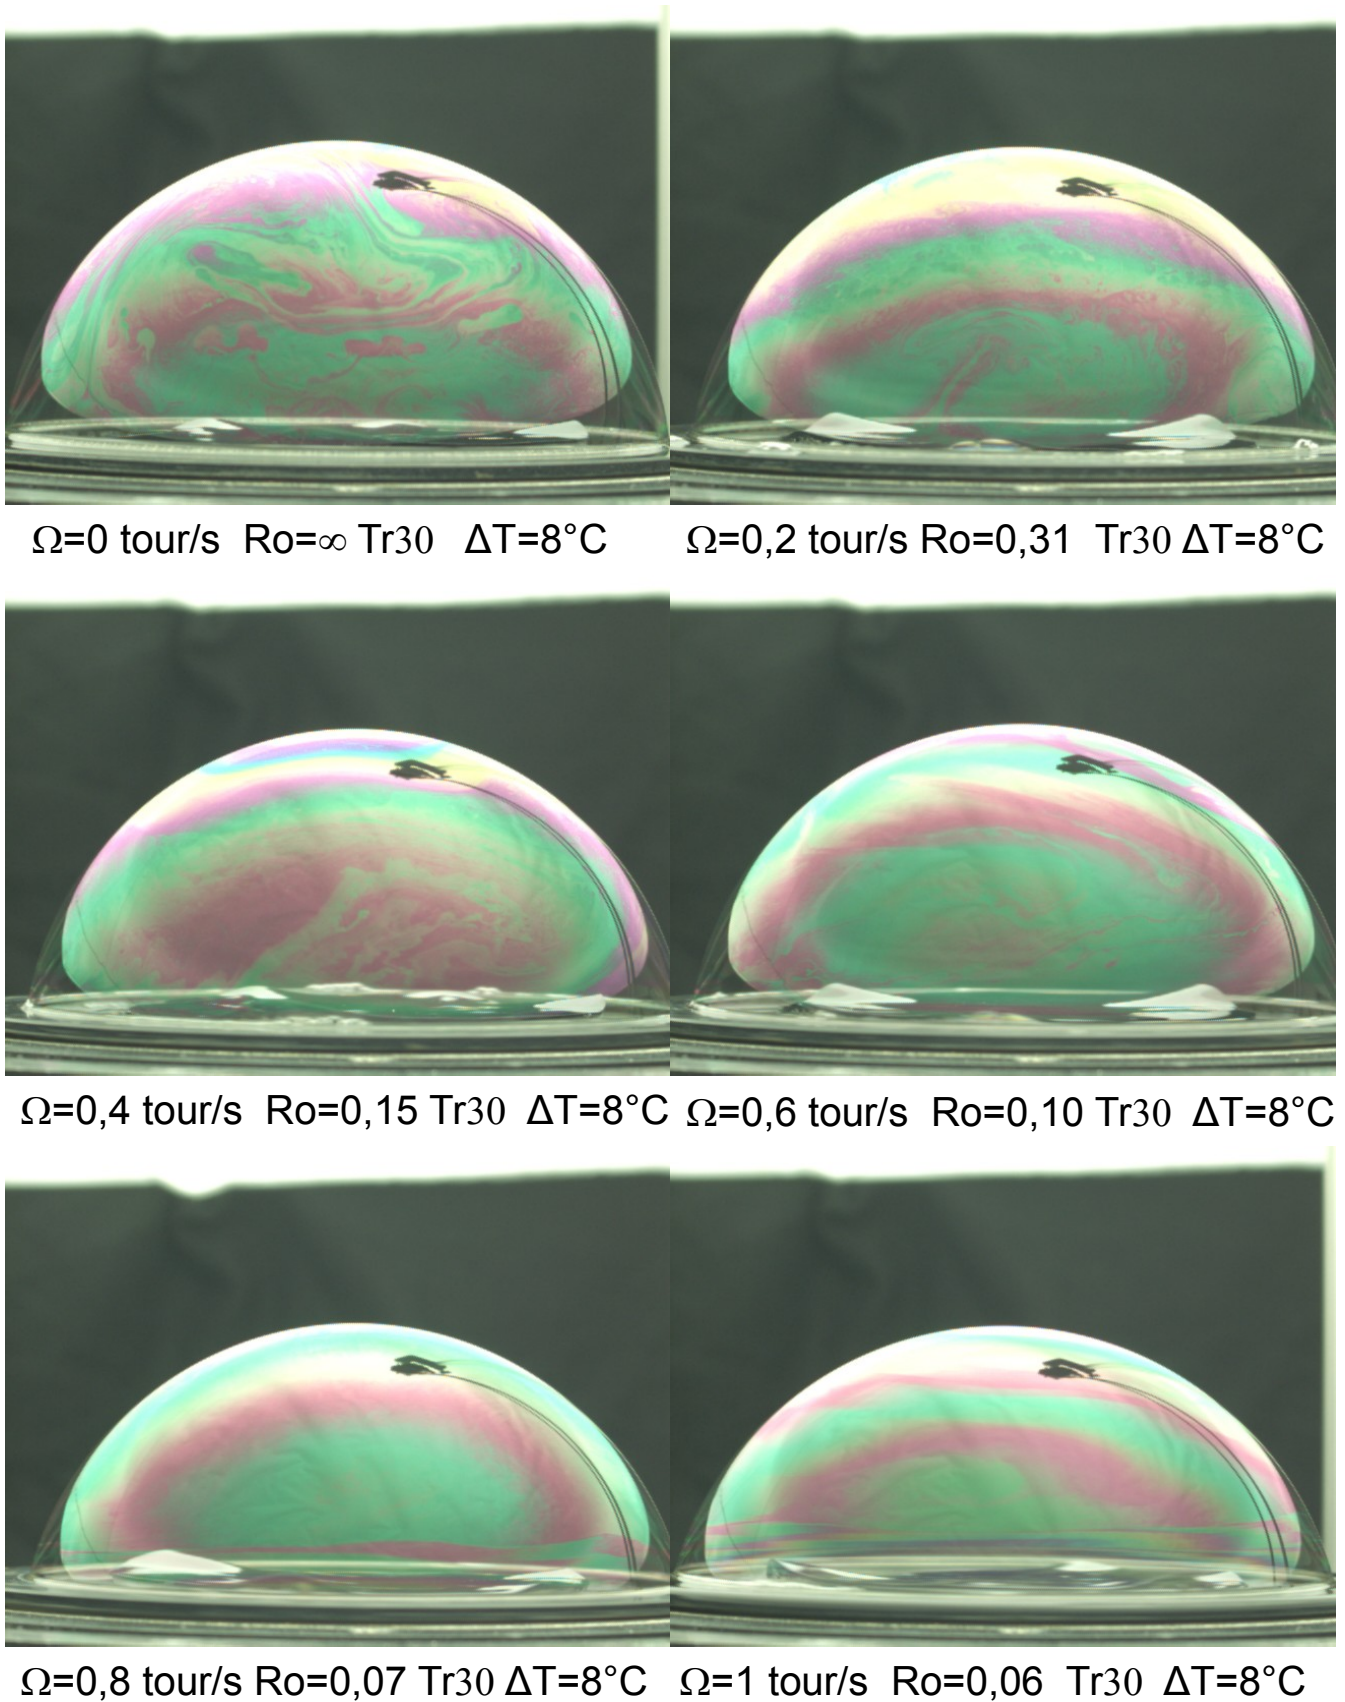 Ω=0 tour/s Ro=∞ Tr30 ΔT=8°C
Ω=0,2 tour/s Ro=0,31 Tr30 ΔT=8°C
Ω=0,4 tour/s Ro=0,15 Tr30 ΔT=8°C
Ω=0,6 tour/s Ro=0,10 Tr30 ΔT=8°C
Ω=0,8 tour/s Ro=0,07 Tr30 ΔT=8°C
Ω=1 tour/s Ro=0,06 Tr30 ΔT=8°C